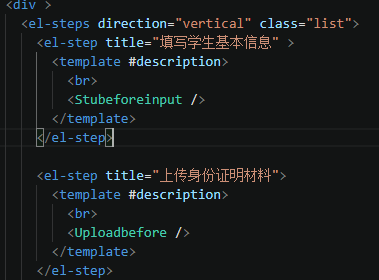 <div >
<el-steps direction="vertical" class="list">
<el-step title="填写学生基本信息" >
<template #description>
<br>
<Stubeforeinput />
</template>
</el-step>
<el-step title="上传身份证明材料">
<template #description>
<br>
<Uploadbefore />
</template>
</el-step>